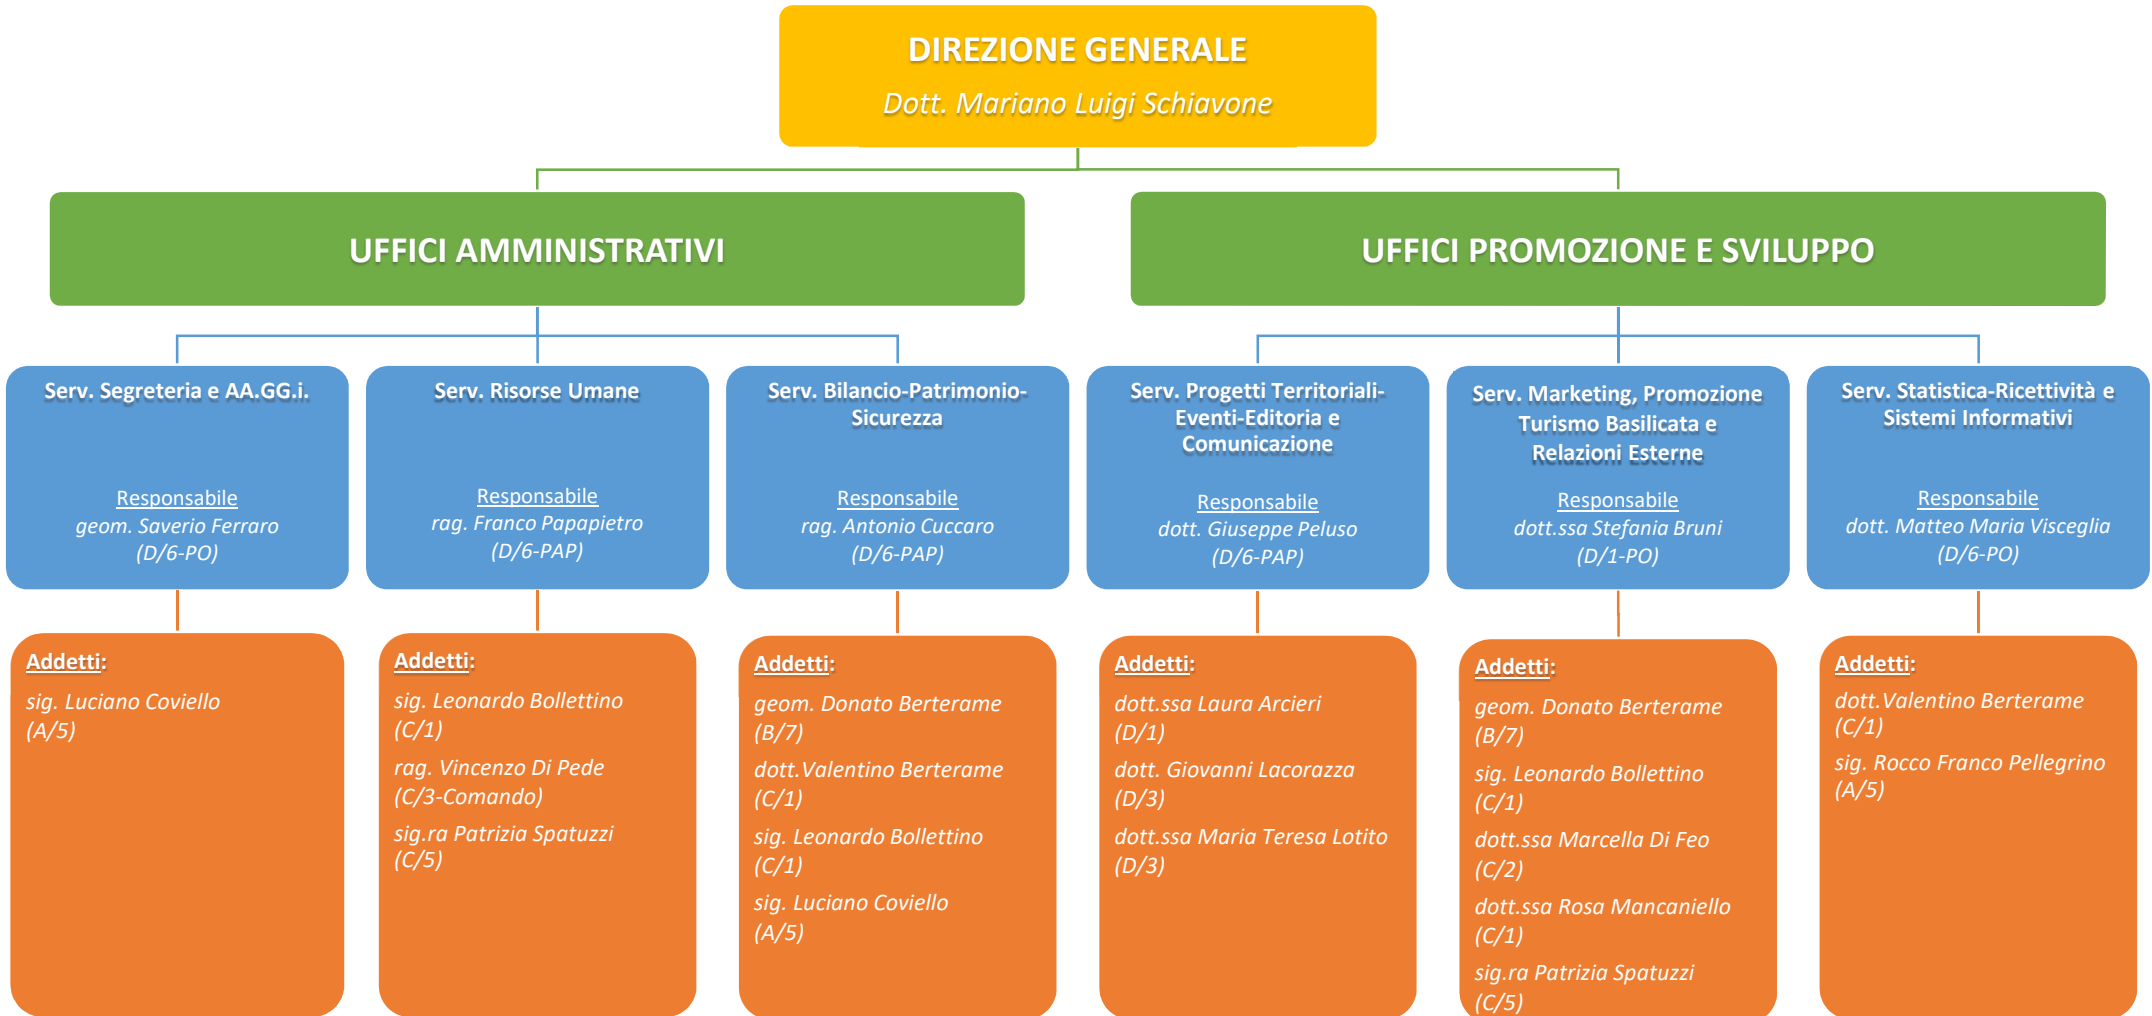 DIREZIONE GENERALE
Dott. Mariano Luigi Schiavone
UFFICI AMMINISTRATIVI
UFFICI PROMOZIONE E SVILUPPO
Serv. Segreteria e AA.GG.i.
Responsabile
geom. Saverio Ferraro
(D/6-PO)
Serv. Risorse Umane
Responsabile
rag. Franco Papapietro
(D/6-PAP)
Serv. Bilancio-Patrimonio-
Sicurezza
Responsabile
rag. Antonio Cuccaro
(D/6-PAP)
Serv. Progetti Territoriali-
Eventi-Editoria e
Comunicazione
Responsabile
dott. Giuseppe Peluso
(D/6-PAP)
Serv. Marketing, Promozione
Turismo Basilicata e
Relazioni Esterne
Responsabile
dott.ssa Stefania Bruni
(D/1-PO)
Serv. Statistica-Ricettività e
Sistemi Informativi
Responsabile
dott. Matteo Maria Visceglia
(D/6-PO)
Addetti:
sig. Luciano Coviello
(A/5)
Addetti:
sig. Leonardo Bollettino
(C/1)
rag. Vincenzo Di Pede
(C/3-Comando)
sig.ra Patrizia Spatuzzi
(C/5)
Addetti:
geom. Donato Berterame
(B/7)
dott.Valentino Berterame
(C/1)
sig. Leonardo Bollettino
(C/1)
sig. Luciano Coviello
(A/5)
Addetti:
dott.ssa Laura Arcieri
(D/1)
dott. Giovanni Lacorazza
(D/3)
dott.ssa Maria Teresa Lotito
(D/3)
Addetti:
geom. Donato Berterame
(B/7)
sig. Leonardo Bollettino
(C/1)
dott.ssa Marcella Di Feo
(C/2)
dott.ssa Rosa Mancaniello
(C/1)
sig.ra Patrizia Spatuzzi
(C/5)
Addetti:
dott.Valentino Berterame
(C/1)
sig. Rocco Franco Pellegrino
(A/5)